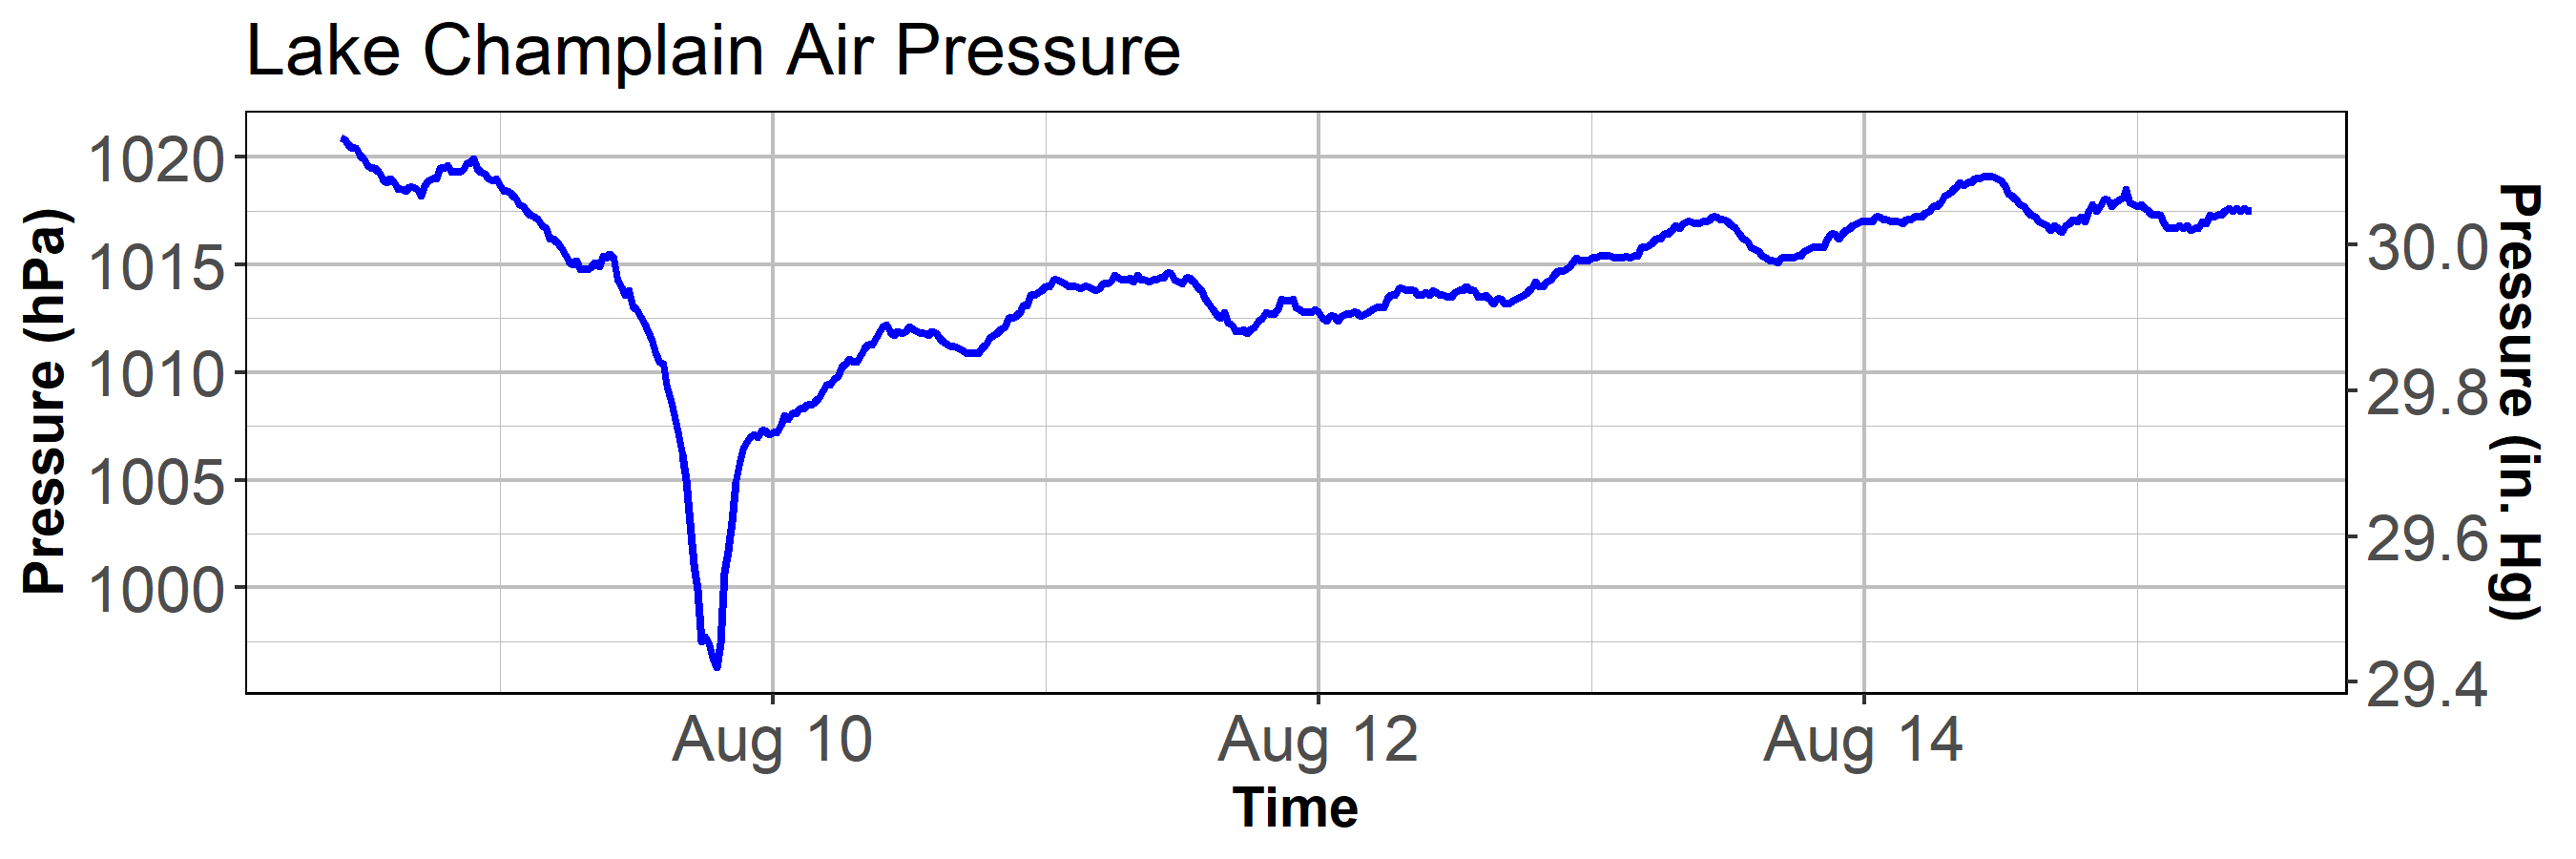 Lake Champlain Air Pressure
Pressure (hPa)
1020
1015
1010
1005
1000
30.0
29.8
29.6
29.4
Pressure (in. Hg)
Aug 10
Aug 12
Aug 14
Time